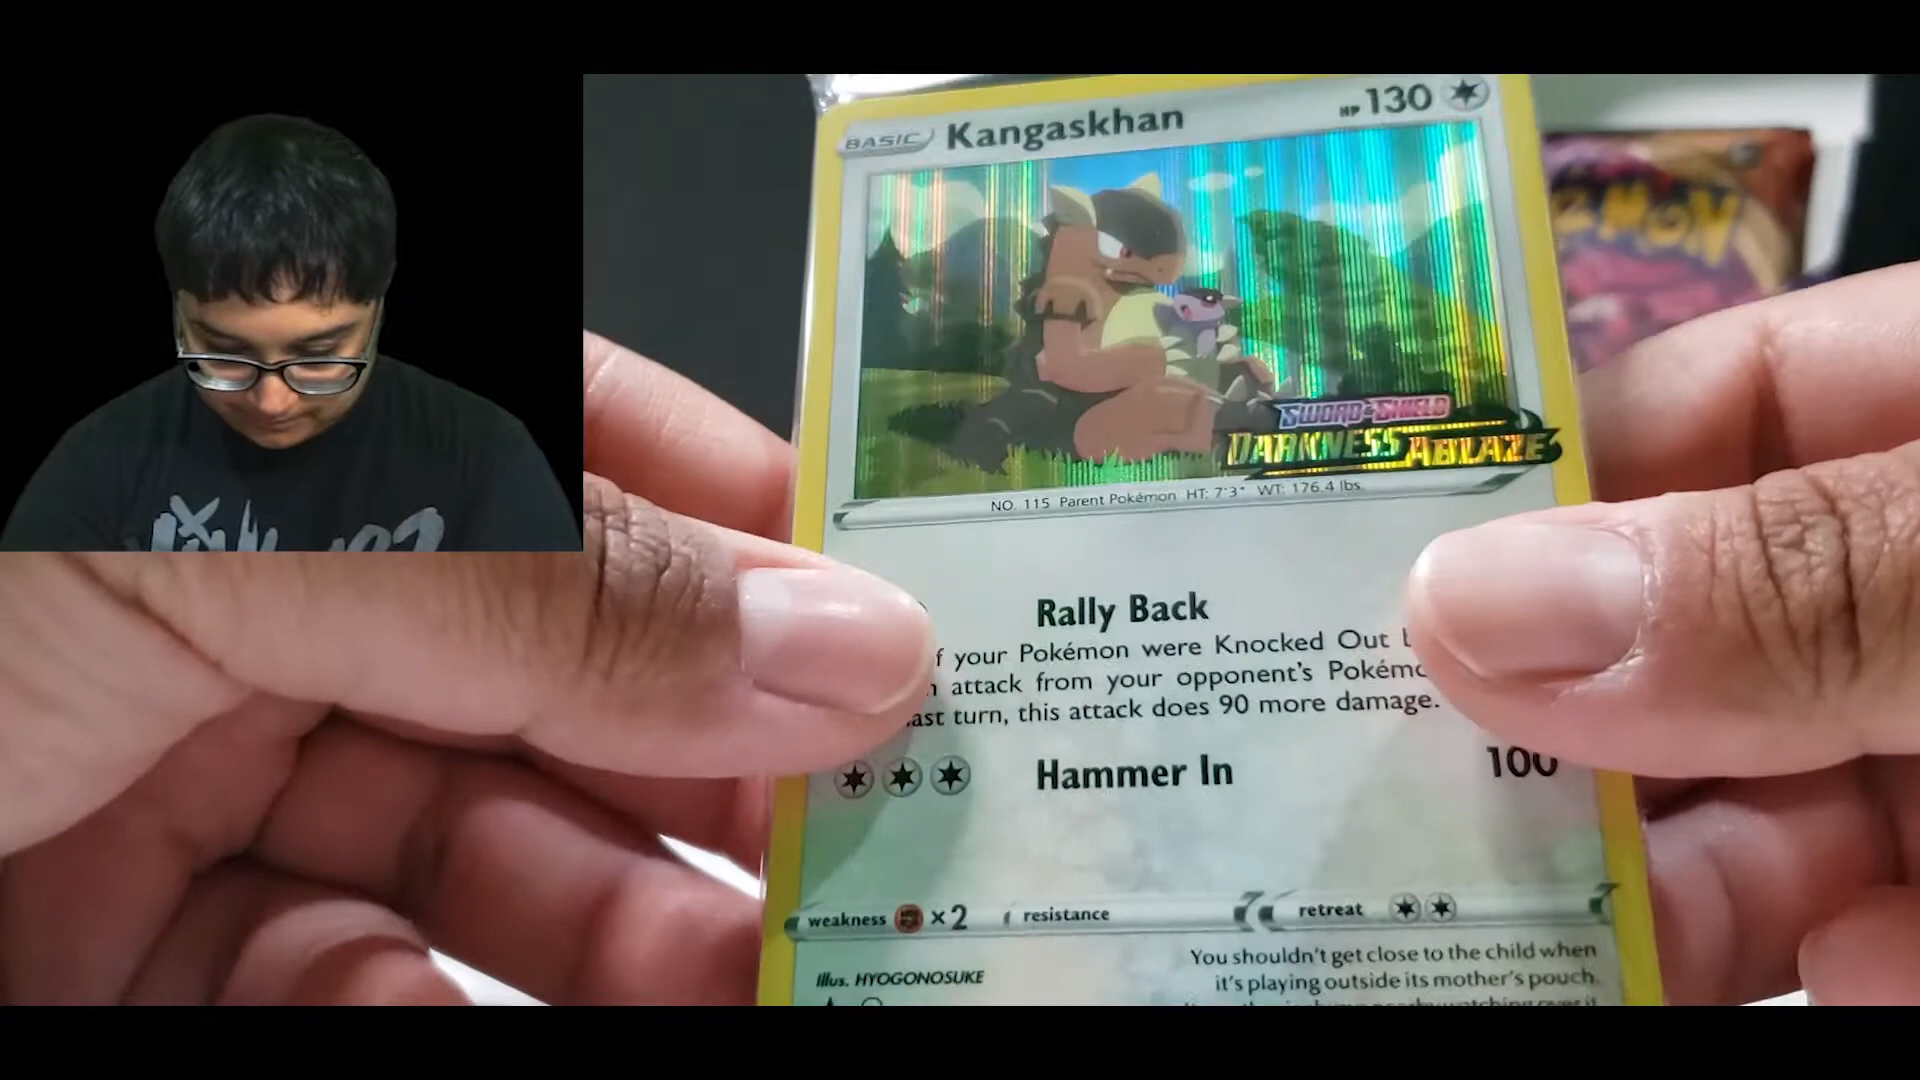 BASIC Kangaskhan HP 130
POKÉMON
SWORD & SHIELD
DARKNESS ABLAZE
NO. 115 Parent Pokémon HT: 7'3" WT: 176.4 lbs.
Rally Back
f your Pokémon were Knocked Out
attack from your opponent's
turn, this attack does 90 more damage.
Hammer In 100
weakness ×2 resistance retreat
You shouldn't get close to the child when
Illus. HYOGONOSUKE it's playing outside its mother's pouch.